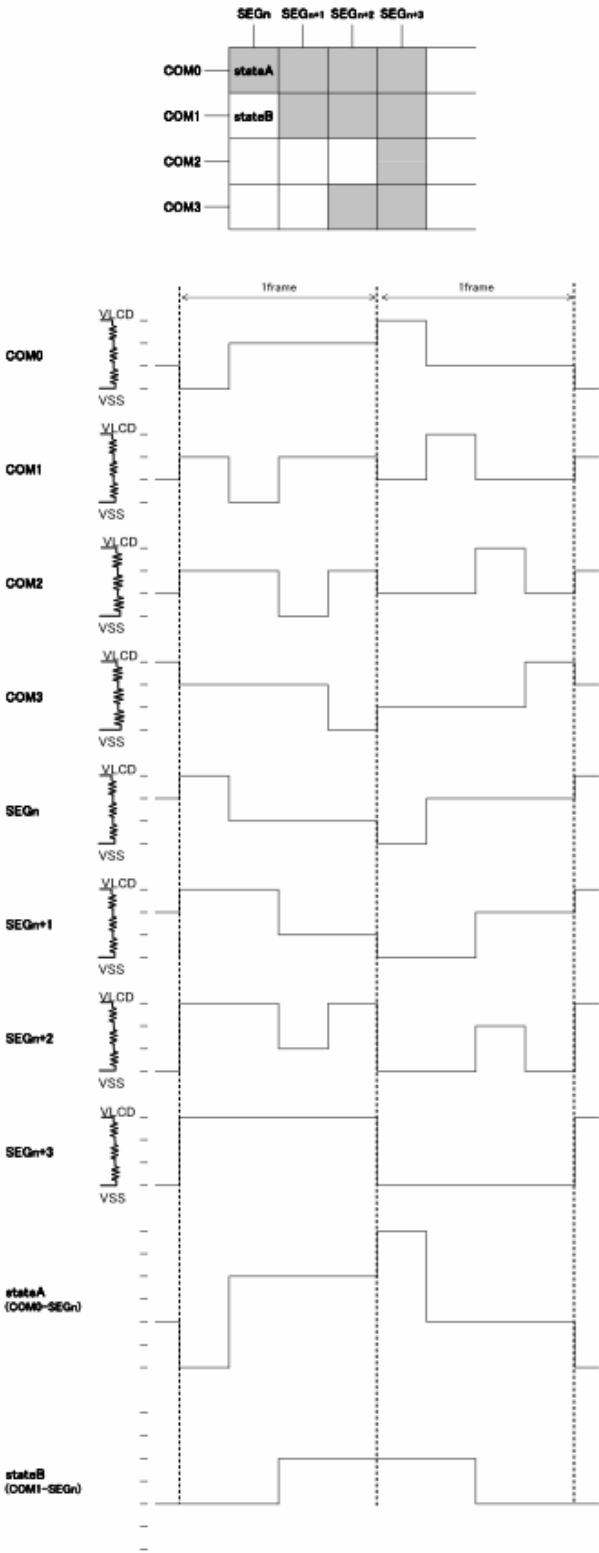 SEGn SEGn+1 SEGn+2 SEGn+3
COM0 stateA
COM1 stateB
COM2
COM3
1frame 1frame
VLCD
COM0
VSS
VLCD
COM1
VSS
VLCD
COM2
VSS
VLCD
COM3
VSS
VLCD
SEGn
VSS
VLCD
SEGn+1
VSS
VLCD
SEGn+2
VSS
VLCD
SEGn+3
VSS
stateA
(COM0-SEGn)
stateB
(COM1-SEGn)